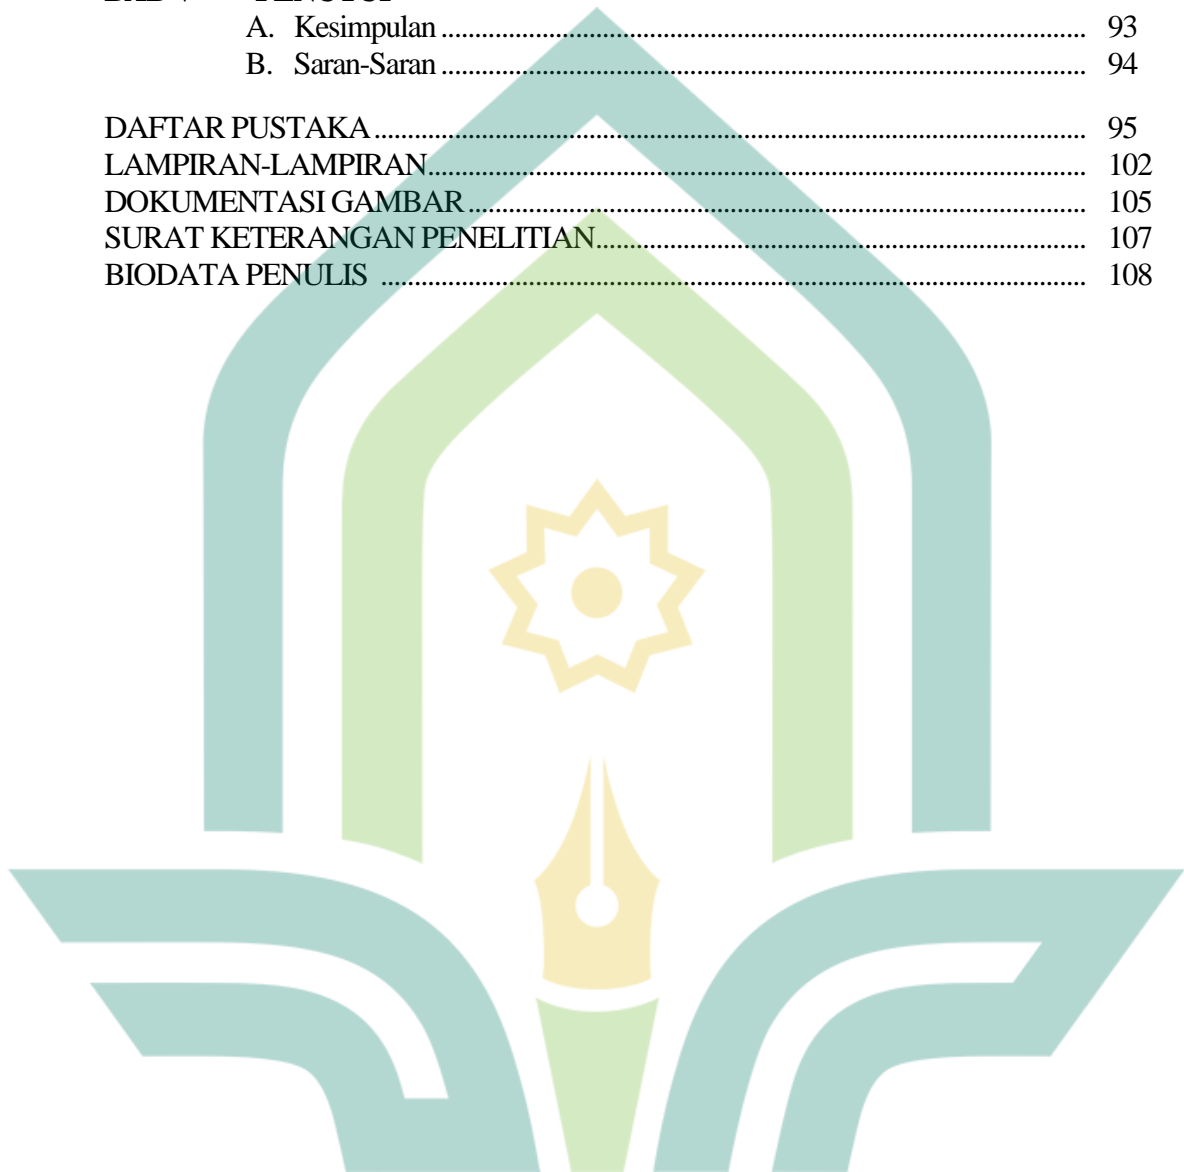 A. Kesimpulan ........................................................................................ 93
B. Saran-Saran ........................................................................................ 94
DAFTAR PUSTAKA ........................................................................................ 95
LAMPIRAN-LAMPIRAN ........................................................................................ 102
DOKUMENTASI GAMBAR ........................................................................................ 105
SURAT KETERANGAN PENELITIAN ........................................................................................ 107
BIODATA PENULIS ........................................................................................ 108